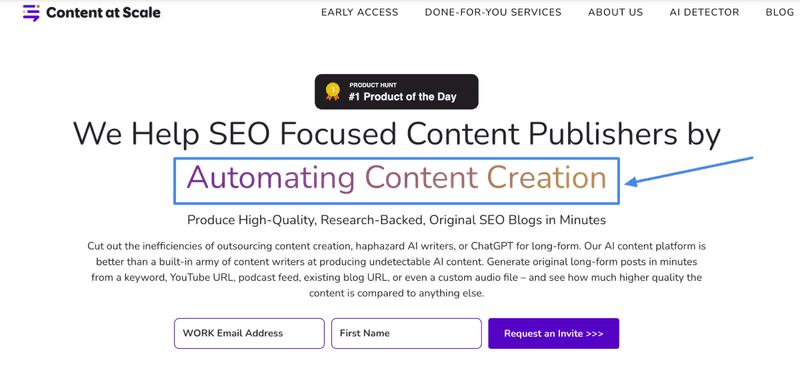 Content at Scale
EARLY ACCESS DONE-FOR-YOU SERVICES ABOUT US AI DETECTOR BLOG
PRODUCT HUNT
#1 Product of the Day
We Help SEO Focused Content Publishers by
Automating Content Creation
Produce High-Quality, Research-Backed, Original SEO Blogs in Minutes
Cut out the inefficiencies of outsourcing content creation, haphazard AI writers, or ChatGPT for long-form. Our AI content platform is
better than a built-in army of content writers at producing undetectable AI content. Generate original long-form posts in minutes
from a keyword, YouTube URL, podcast feed, existing blog URL, or even a custom audio file – and see how much higher quality the
content is compared to anything else.
WORK Email Address First Name Request an Invite >>>